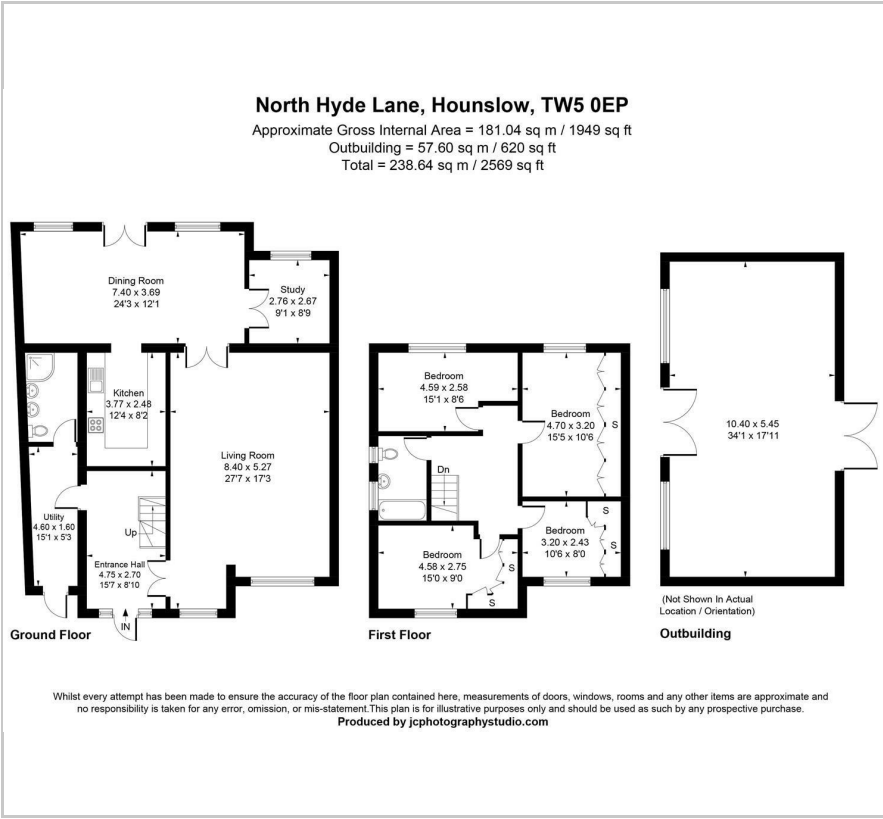 North Hyde Lane, Hounslow, TW5 0EP
Approximate Gross Internal Area = 181.04 sq m / 1949 sq ft
Outbuilding = 57.60 sq m / 620 sq ft
Total = 238.64 sq m / 2569 sq ft
Dining Room
7.40 x 3.69
24'3 x 12'1
Study
2.76 x 2.67
9'1 x 8'9
Kitchen
3.77 x 2.48
12'4 x 8'2
Living Room
8.40 x 5.27
27'7 x 17'3
Utility
4.60 x 1.60
15'1 x 5'3
Up
Entrance Hall
4.75 x 2.70
15'7 x 8'10
IN
Ground Floor
Bedroom
4.59 x 2.58
15'1 x 8'6
Bedroom
4.70 x 3.20
15'5 x 10'6
S
Dn
Bedroom
4.58 x 2.75
15'0 x 9'0
S
S
Bedroom
3.20 x 2.43
10'6 x 8'0
S
S
First Floor
10.40 x 5.45
34'1 x 17'11
(Not Shown In Actual
Location / Orientation)
Outbuilding
Whilst every attempt has been made to ensure the accuracy of the floor plan contained here, measurements of doors, windows, rooms and any other items are approximate and
no responsibility is taken for any error, omission, or mis-statement.This plan is for illustrative purposes only and should be used as such by any prospective purchase.
Produced by jcphotographystudio.com